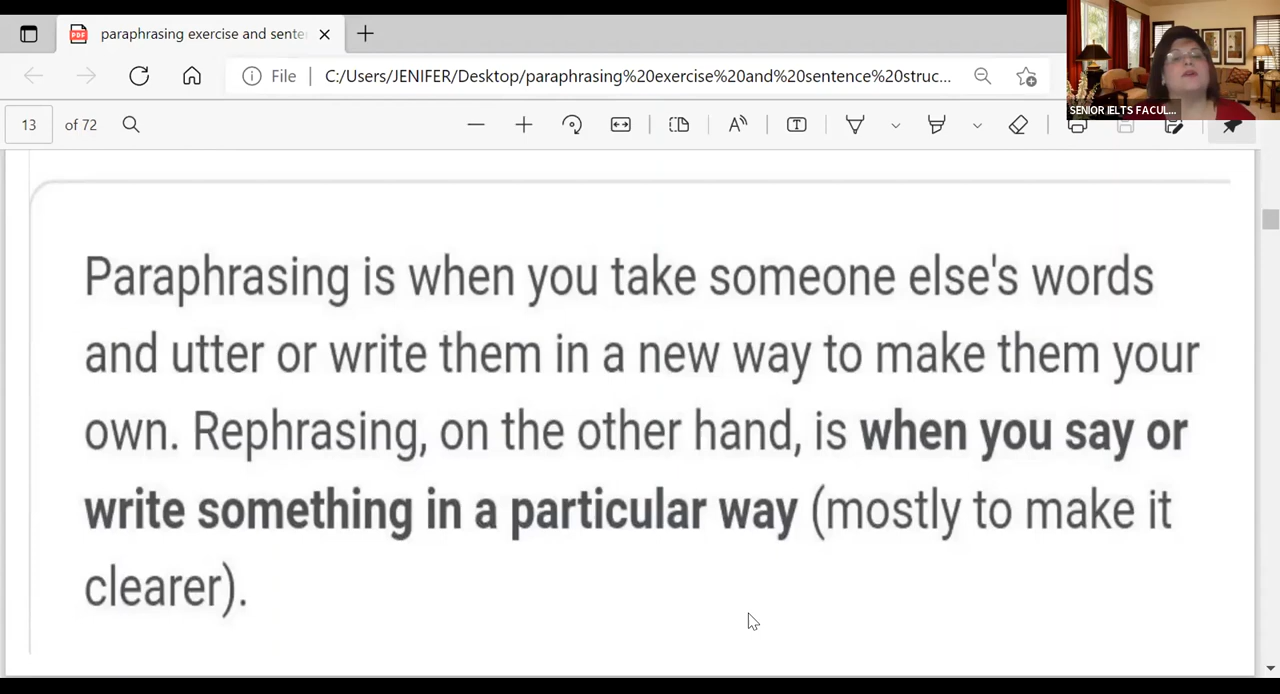 paraphrasing exercise and sente
File
C:/Users/JENIFER/Desktop/paraphrasing%20exercise%20and%20sentence%20struc...
SENIOR IELTS FACUL...
13 of 72
Paraphrasing is when you take someone else's words
and utter or write them in a new way to make them your
own. Rephrasing, on the other hand, is when you say or
write something in a particular way (mostly to make it
clearer).